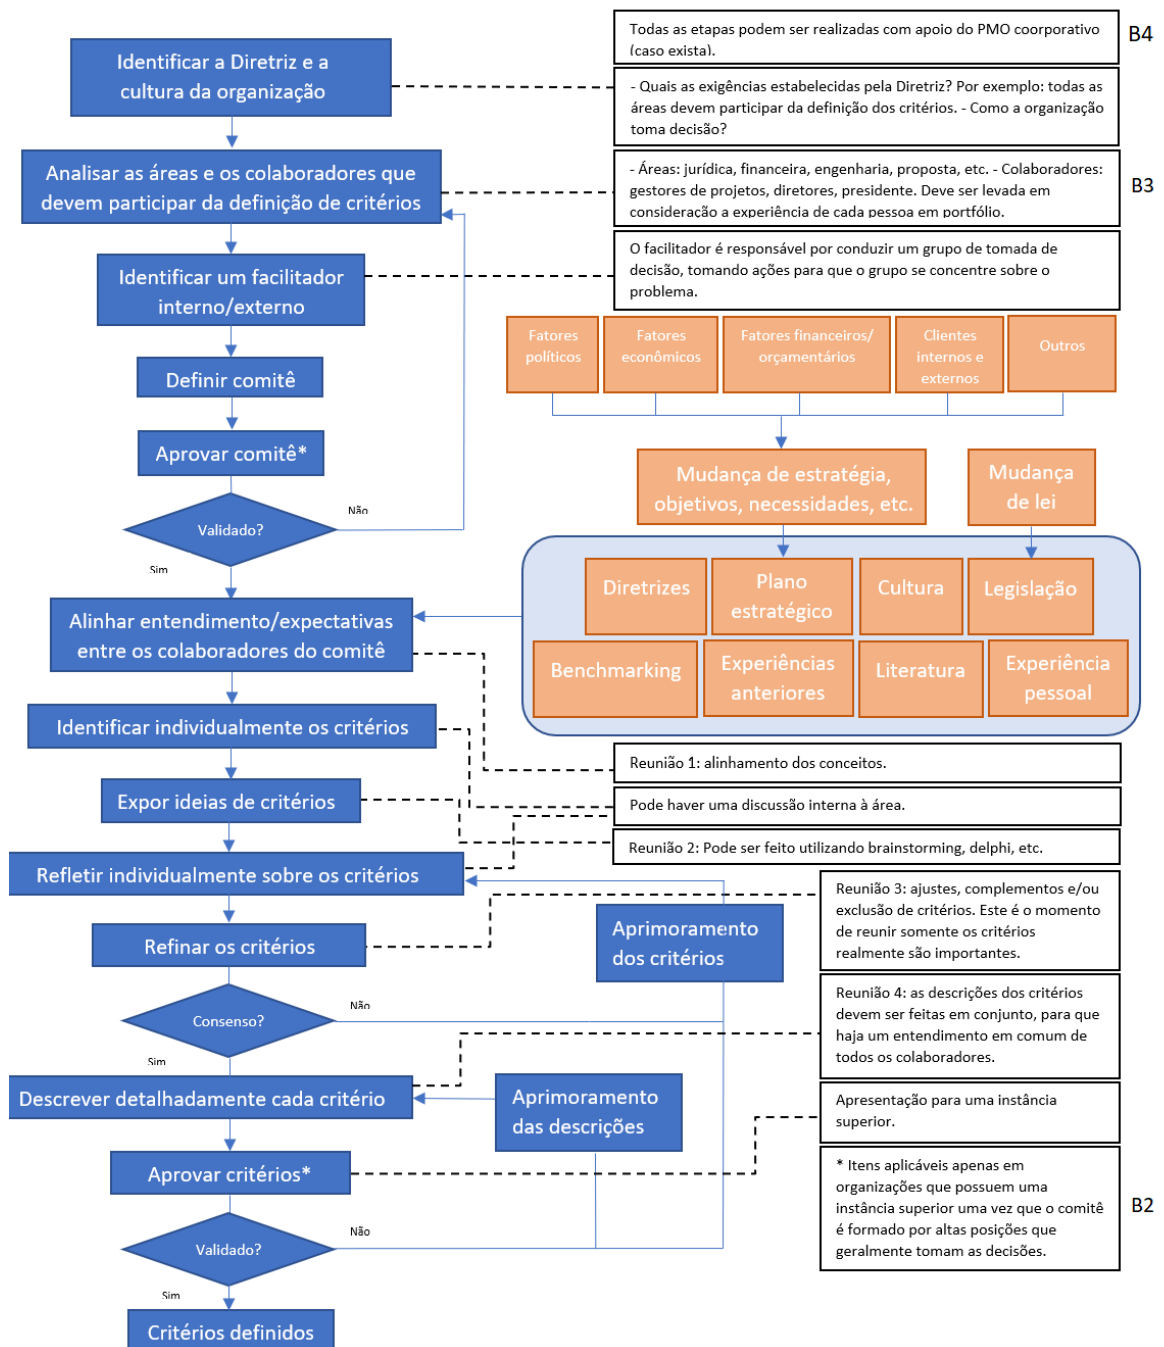 Todas as etapas podem ser realizadas com apoio do PMO coorporativo
(caso exista).
B4
Identificar a Diretriz e a
cultura da organização
- Quais as exigências estabelecidas pela Diretriz? Por exemplo: todas as
áreas devem participar da definição dos critérios. - Como a organização
toma decisão?
Analisar as áreas e os colaboradores que
devem participar da definição de critérios
- Áreas: jurídica, financeira, engenharia, proposta, etc. - Colaboradores:
gestores de projetos, diretores, presidente. Deve ser levada em
consideração a experiência de cada pessoa em portfólio.
B3
Identificar um facilitador
interno/externo
O facilitador é responsável por conduzir um grupo de tomada de
decisão, tomando ações para que o grupo se concentre sobre o
problema.
Fatores
políticos
Fatores
econômicos
Fatores financeiros/
orçamentários
Clientes
internos e
externos
Outros
Definir comitê
Aprovar comitê*
Mudança de estratégia,
objetivos, necessidades, etc.
Mudança
de lei
Validado?
Não
Sim
Diretrizes
Plano
estratégico
Cultura
Legislação
Alinhar entendimento/expectativas
entre os colaboradores do comitê
Benchmarking
Experiências
anteriores
Literatura
Experiência
pessoal
Identificar individualmente os critérios
Reunião 1: alinhamento dos conceitos.
Expor ideias de critérios
Pode haver uma discussão interna à área.
Reunião 2: Pode ser feito utilizando brainstorming, delphi, etc.
Refletir individualmente sobre os critérios
Reunião 3: ajustes, complementos e/ou
exclusão de critérios. Este é o momento
de reunir somente os critérios
realmente são importantes.
Aprimoramento
dos critérios
Refinar os critérios
Consenso?
Não
Sim
Reunião 4: as descrições dos critérios
devem ser feitas em conjunto, para que
haja um entendimento em comum de
todos os colaboradores.
Descrever detalhadamente cada critério
Aprimoramento
das descrições
Apresentação para uma instância
superior.
Aprovar critérios*
* Itens aplicáveis apenas em
organizações que possuem uma
instância superior uma vez que o comitê
é formado por altas posições que
geralmente tomam as decisões.
B2
Validado?
Não
Sim
Critérios definidos